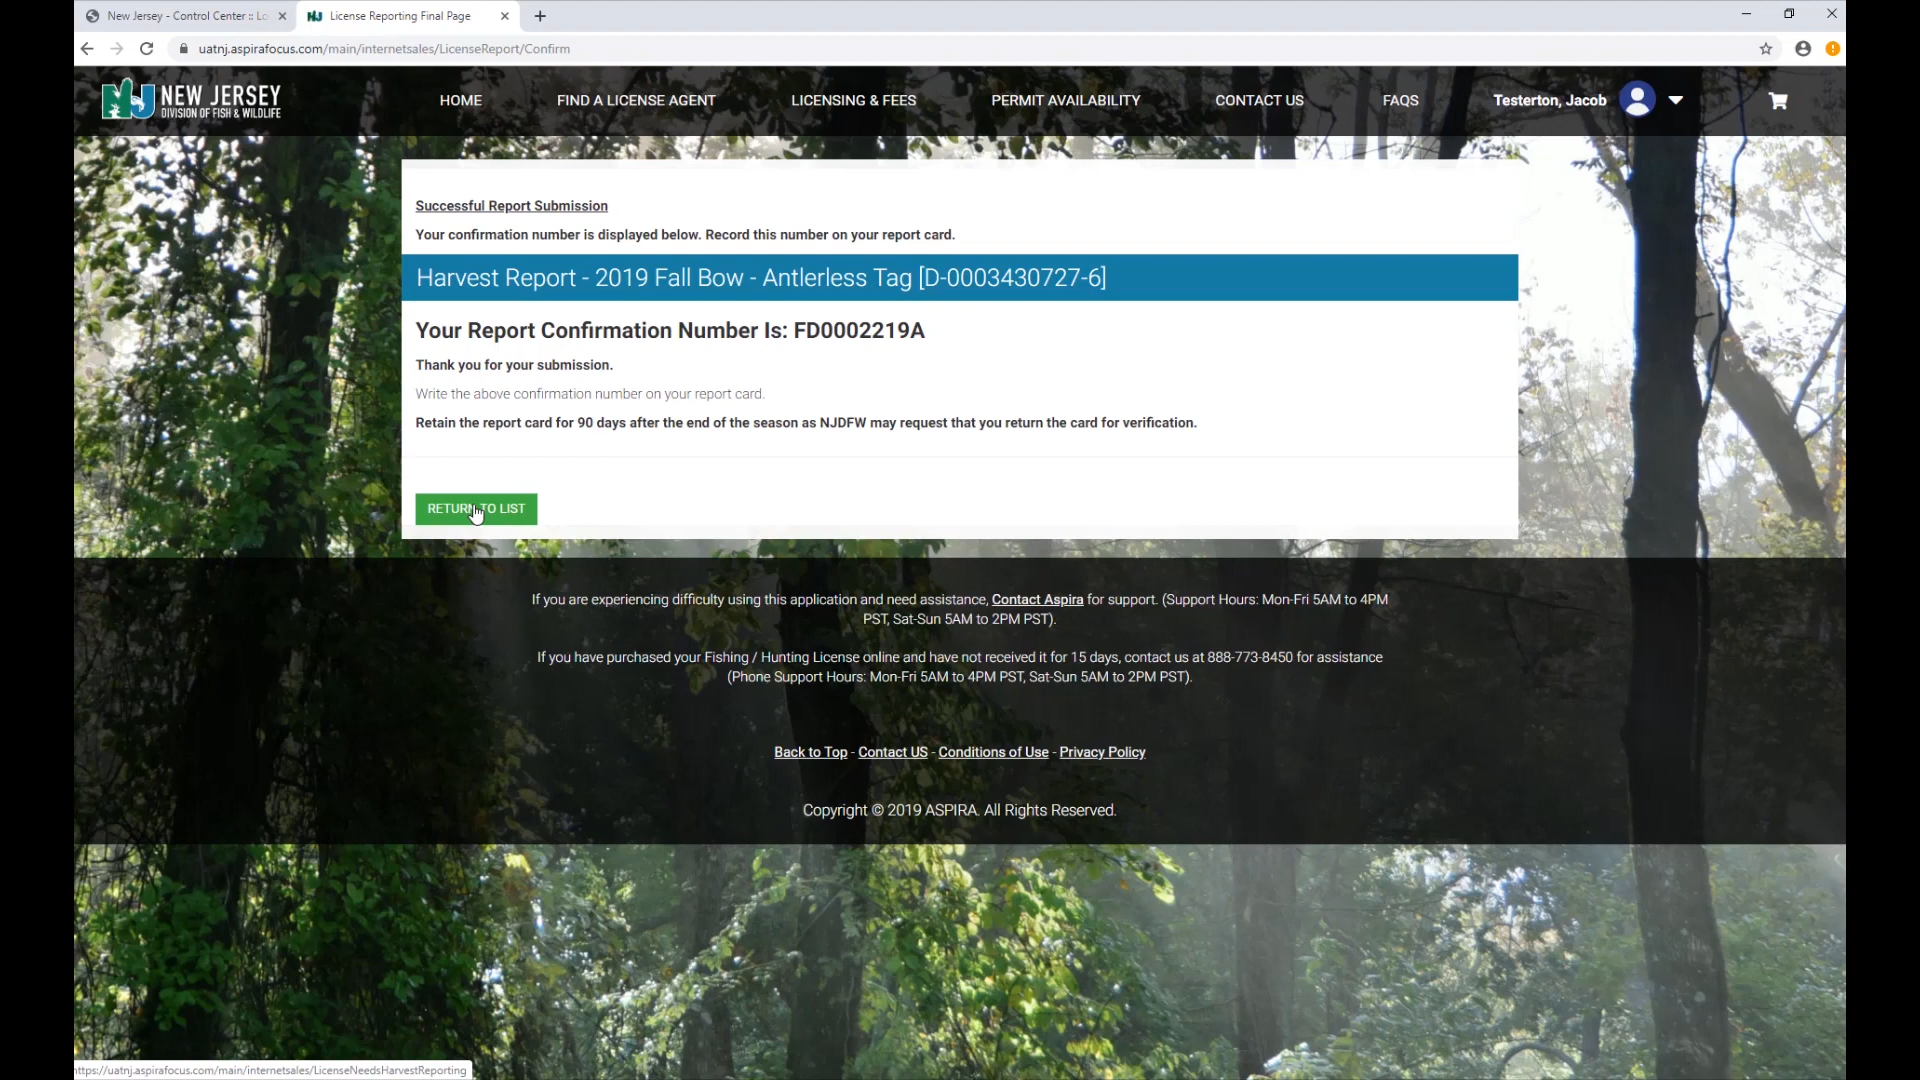 New Jersey - Control Center :: Lo
License Reporting Final Page
uatnj.aspirafocus.com/main/internetsales/LicenseReport/Confirm
NJ NEW JERSEY
DIVISION OF FISH & WILDLIFE
HOME
FIND A LICENSE AGENT
LICENSING & FEES
PERMIT AVAILABILITY
CONTACT US
FAQS
Testerton, Jacob
Successful Report Submission
Your confirmation number is displayed below. Record this number on your report card.
Harvest Report - 2019 Fall Bow - Antlerless Tag [D-0003430727-6]
Your Report Confirmation Number Is: FD0002219A
Thank you for your submission.
Write the above confirmation number on your report card.
Retain the report card for 90 days after the end of the season as NJDFW may request that you return the card for verification.
RETURN TO LIST
If you are experiencing difficulty using this application and need assistance, Contact Aspira for support. (Support Hours: Mon-Fri 5AM to 4PM
PST, Sat-Sun 5AM to 2PM PST).
If you have purchased your Fishing / Hunting License online and have not received it for 15 days, contact us at 888-773-8450 for assistance
(Phone Support Hours: Mon-Fri 5AM to 4PM PST, Sat-Sun 5AM to 2PM PST).
Back to Top - Contact US - Conditions of Use - Privacy Policy
Copyright © 2019 ASPIRA. All Rights Reserved.
https://uatnj.aspirafocus.com/main/internetsales/LicenseNeedsHarvestReporting